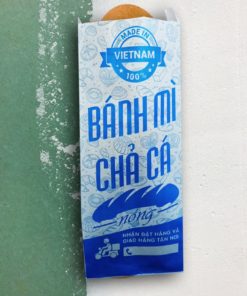 MADE IN
VIETNAM
100%
BÁNH MÌ
CHẢ CÁ
nóng
NHẬN ĐẶT HÀNG VÀ
GIAO HÀNG TẬN NƠI